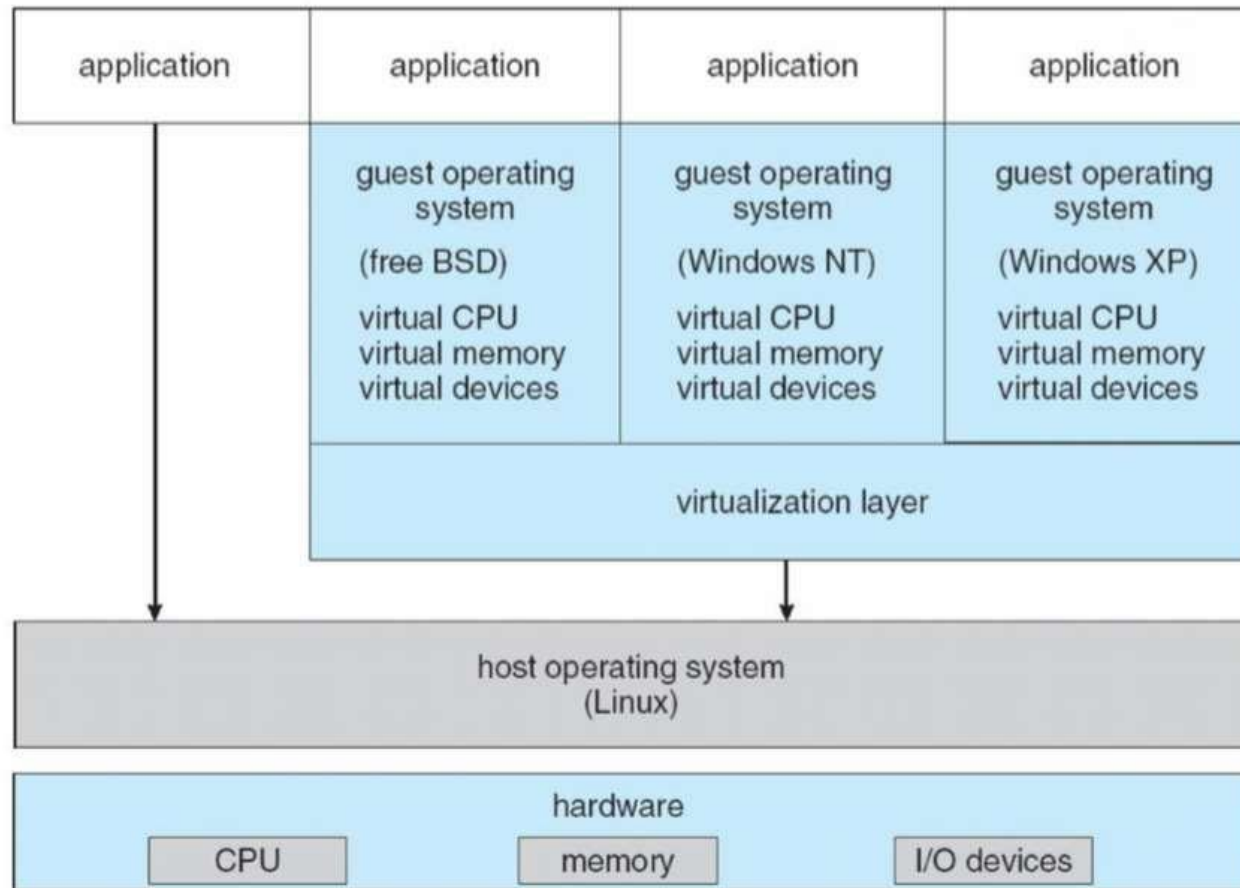 application
application
application
application
guest operating
system
(free BSD)
virtual CPU
virtual memory
virtual devices
guest operating
system
(Windows NT)
virtual CPU
virtual memory
virtual devices
guest operating
system
(Windows XP)
virtual CPU
virtual memory
virtual devices
virtualization layer
host operating system
(Linux)
hardware
CPU
memory
I/O devices